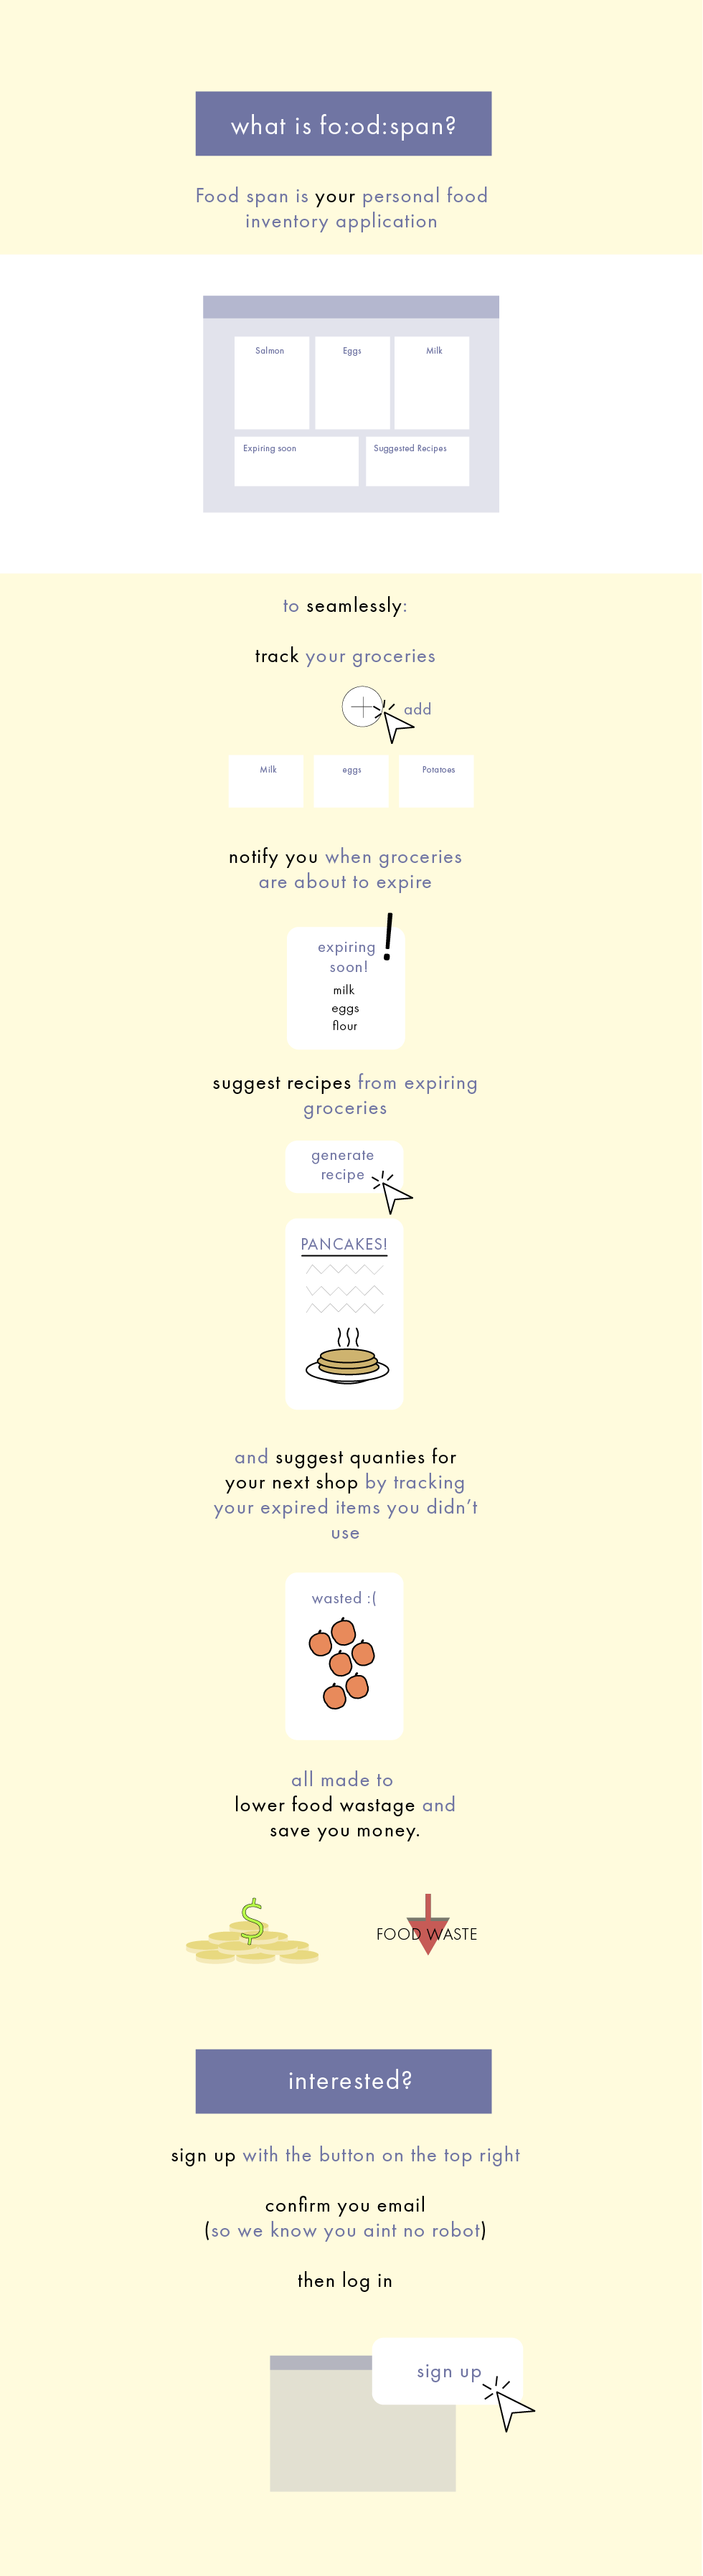 what is fo:od:span?
Food span is your personal food
inventory application
Salmon
Eggs
Milk
Expiring soon
Suggested Recipes
to seamlessly:
track your groceries
add
Milk
eggs
Potatoes
notify you when groceries
are about to expire
!
expiring
soon!
milk
eggs
flour
suggest recipes from expiring
groceries
generate
recipe
PANCAKES!
and suggest quanties for
your next shop by tracking
your expired items you didn't
use
wasted :(
all made to
lower food wastage and
save you money.
$
FOOD WASTE
interested?
sign up with the button on the top right
confirm you email
(so we know you aint no robot)
then log in
sign up